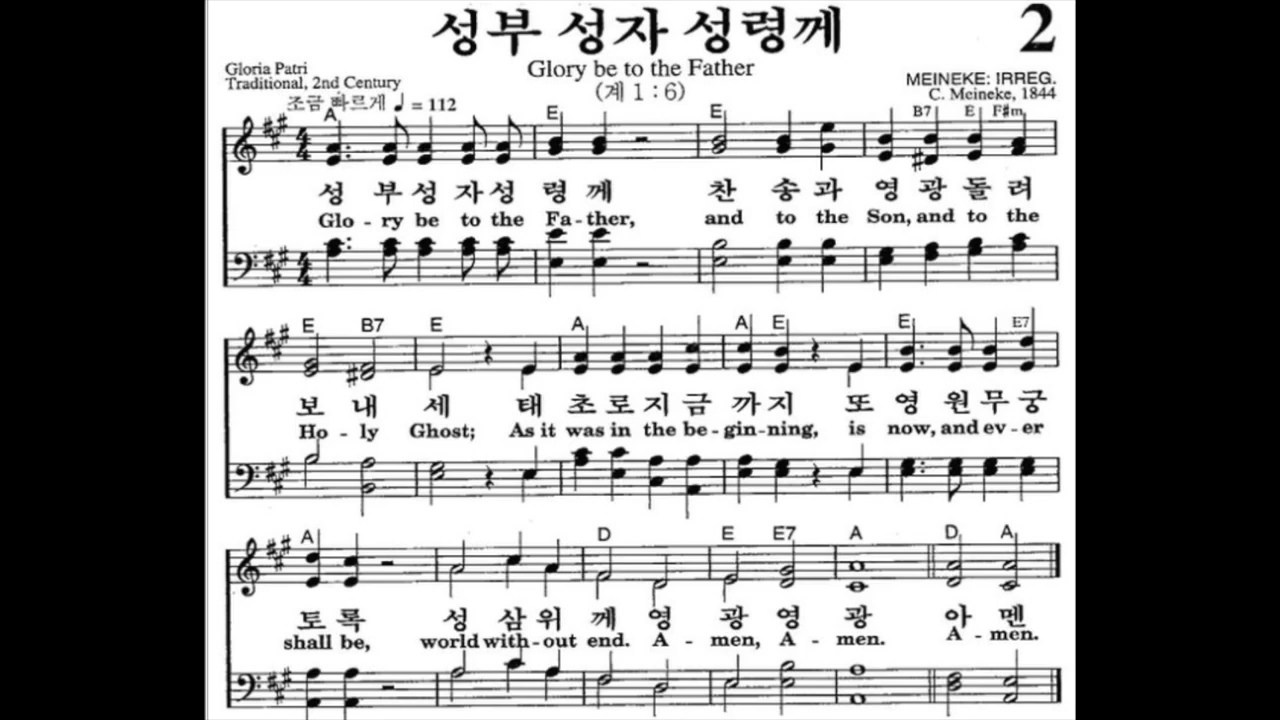 성부 성자 성령께
2
Gloria Patri
Traditional, 2nd Century
Glory be to the Father
(계 1 : 6)
MEINEKE: IRREG.
C. Meineke, 1844
조금 빠르게 ♩ = 112
A E E B7 E F#m
4 4
성 부 성 자 성 령 께 찬 송 과 영 광 돌 려
Glo - ry be to the Fa - ther, and to the Son, and to the
4 4
E B7 E A A E E E7
보 내 세 태 초 로 지 금 까 지 또 영 원 무 궁
Ho - ly Ghost; As it was in the be - gin - ning, is now, and ev - er
A D E E7 A D A
토 록 성 삼 위 께 영 광 영 광 아 멘
shall be, world with - out end. A - men, A - men. A - men.